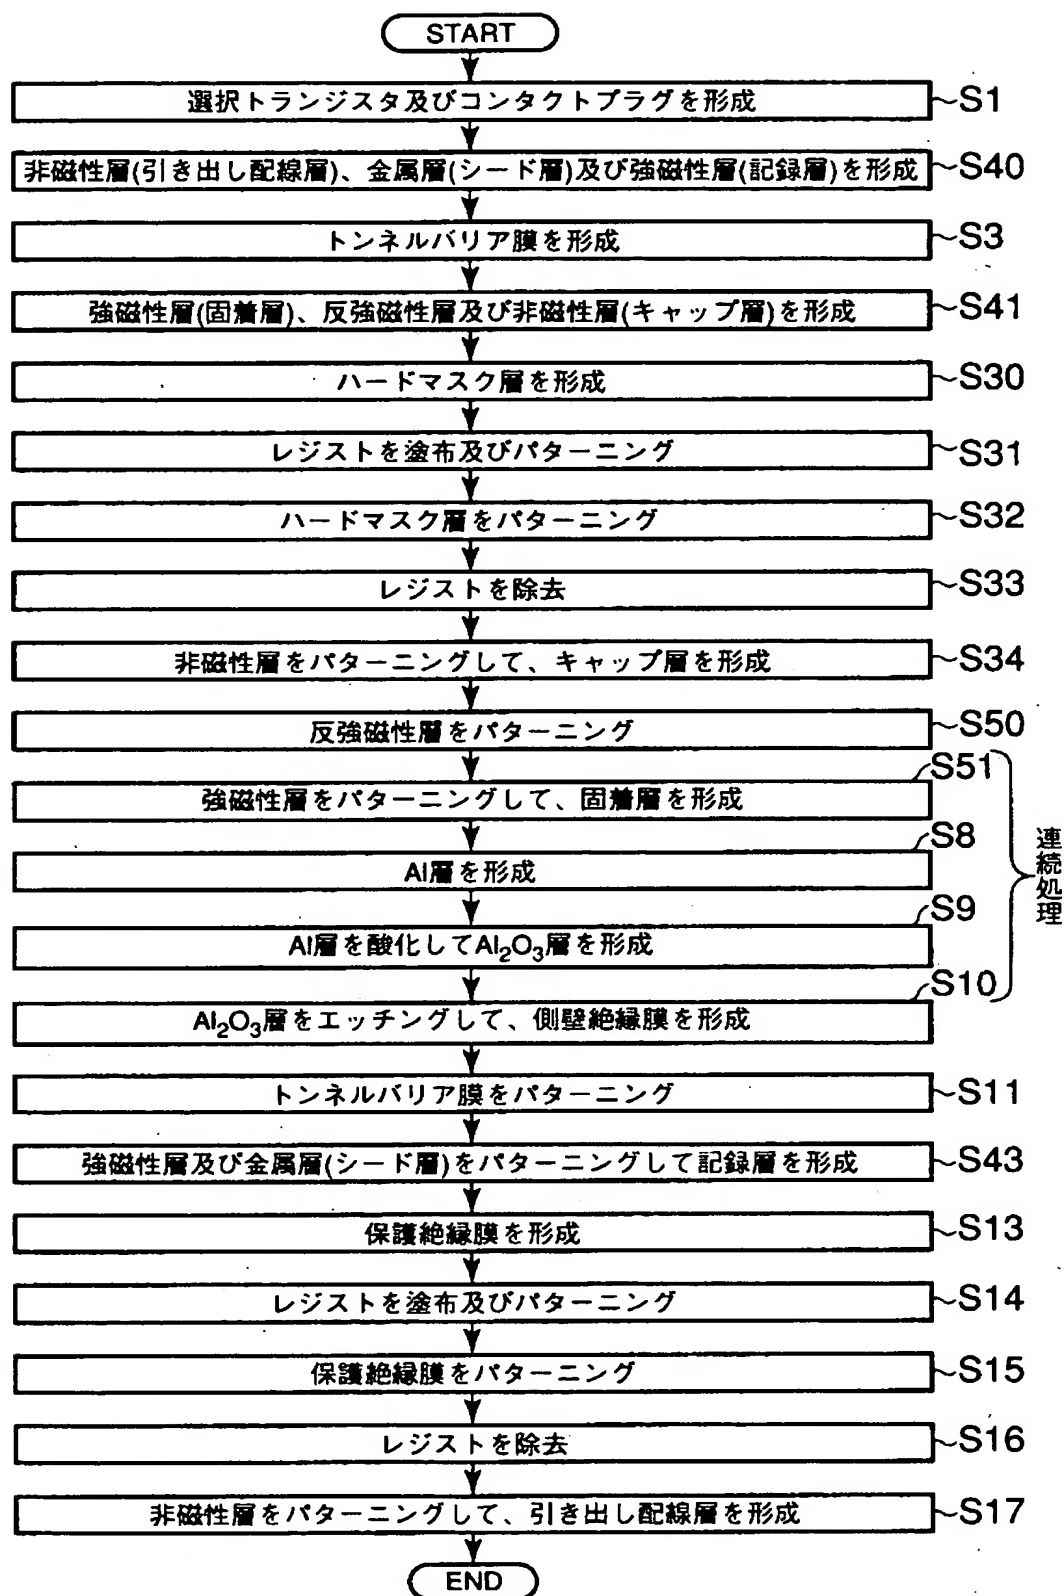 START
選択トランジスタ及びコンタクトプラグを形成
~S1
非磁性層(引き出し配線層)、金属層(シード層)及び強磁性層(記録層)を形成
~S40
トンネルバリア膜を形成
~S3
強磁性層(固着層)、反強磁性層及び非磁性層(キャップ層)を形成
~S41
ハードマスク層を形成
~S30
レジストを塗布及びパターニング
~S31
ハードマスク層をパターニング
~S32
レジストを除去
~S33
非磁性層をパターニングして、キャップ層を形成
~S34
反強磁性層をパターニング
~S50
S51
強磁性層をパターニングして、固着層を形成
S8
Al層を形成
連続処理
S9
Al層を酸化してAl₂O₃層を形成
S10
Al₂O₃層をエッチングして、側壁絶縁膜を形成
トンネルバリア膜をパターニング
~S11
強磁性層及び金属層(シード層)をパターニングして記録層を形成
~S43
保護絶縁膜を形成
~S13
レジストを塗布及びパターニング
~S14
保護絶縁膜をパターニング
~S15
レジストを除去
~S16
非磁性層をパターニングして、引き出し配線層を形成
~S17
END